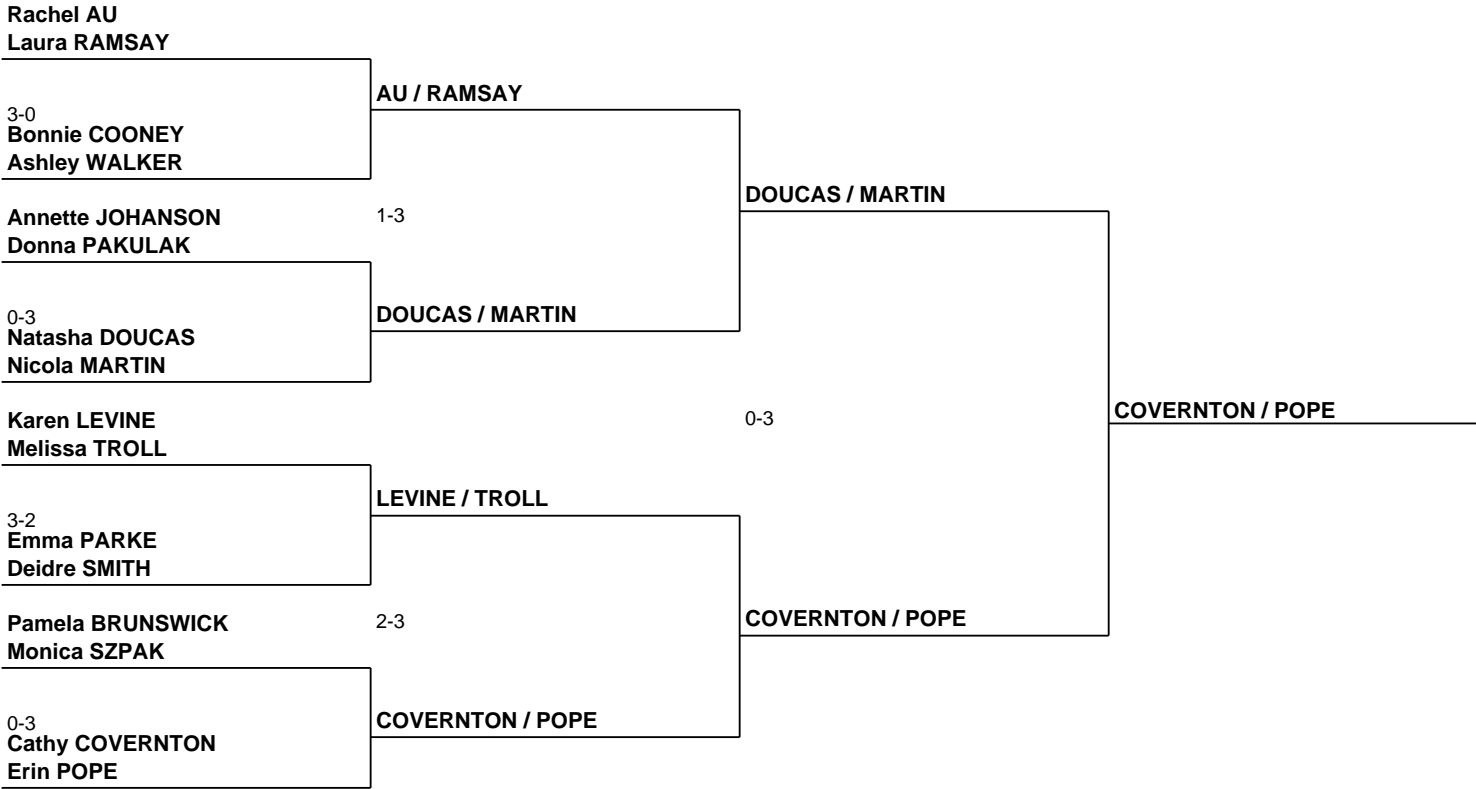 Rachel AU
Laura RAMSAY
AU / RAMSAY
3-0
Bonnie COONEY
Ashley WALKER
DOUCAS / MARTIN
Annette JOHANSON
1-3
Donna PAKULAK
DOUCAS / MARTIN
0-3
Natasha DOUCAS
Nicola MARTIN
COVERNTON / POPE
Karen LEVINE
0-3
Melissa TROLL
LEVINE / TROLL
3-2
Emma PARKE
Deidre SMITH
COVERNTON / POPE
Pamela BRUNSWICK
2-3
Monica SZPAK
COVERNTON / POPE
0-3
Cathy COVERNTON
Erin POPE